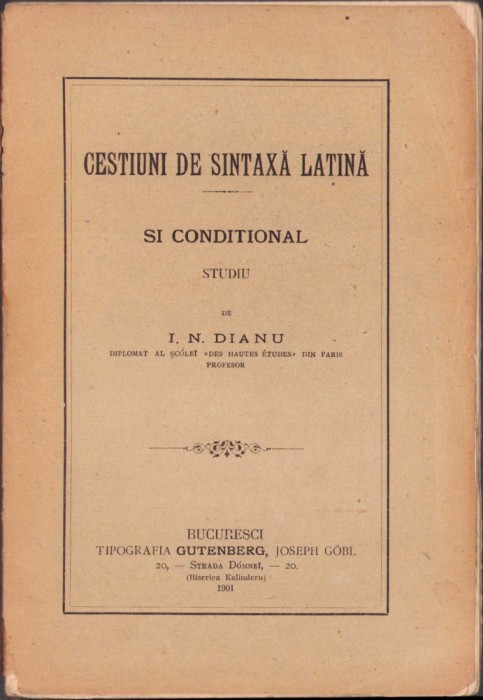 CESTIUNI DE SINTAXĂ LATINĂ
SI CONDITIONAL
STUDIU
DE
I. N. DIANU
DIPLOMAT AL ȘCÓLEĬ «DES HAUTES ÉTUDES» DIN PARIS
PROFESOR
BUCURESCI
TIPOGRAFIA GUTENBERG, JOSEPH GÖBL
20, — STRADA DÓMNEĬ, — 20.
(Biserica Kalinderu)
1901